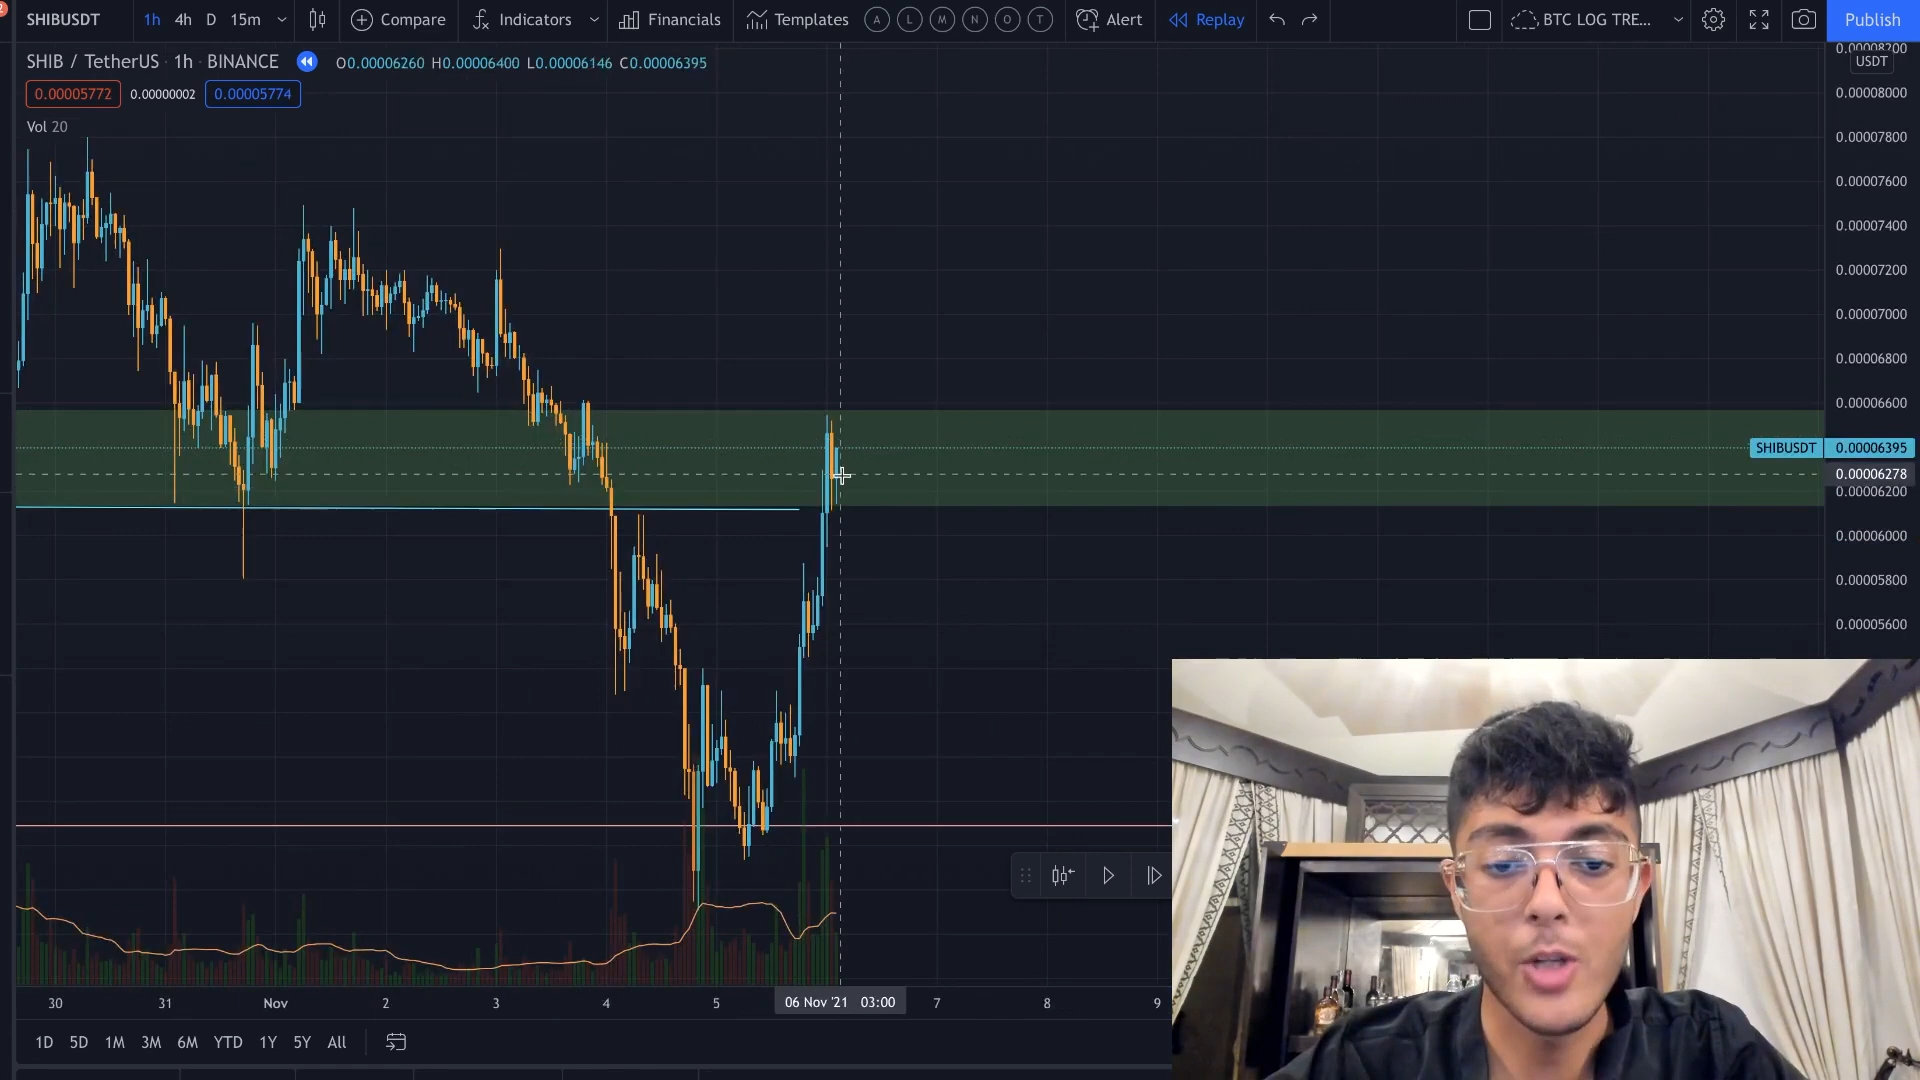 SHIBUSDT 1h 4h D 15m Compare Indicators Financials Templates A L M N O T Alert Replay BTC LOG TRE... Publish
SHIB / TetherUS · 1h · BINANCE O0.00006260 H0.00006400 L0.00006146 C0.00006395
0.00005772 0.00000002 0.00005774
Vol 20
0.00008200
USDT
0.00008000
0.00007800
0.00007600
0.00007400
0.00007200
0.00007000
0.00006800
0.00006600
SHIBUSDT 0.00006395
0.00006278
0.00006200
0.00006000
0.00005800
0.00005600
30 31 Nov 2 3 4 5 06 Nov '21 03:00 7 8 9
1D 5D 1M 3M 6M YTD 1Y 5Y All